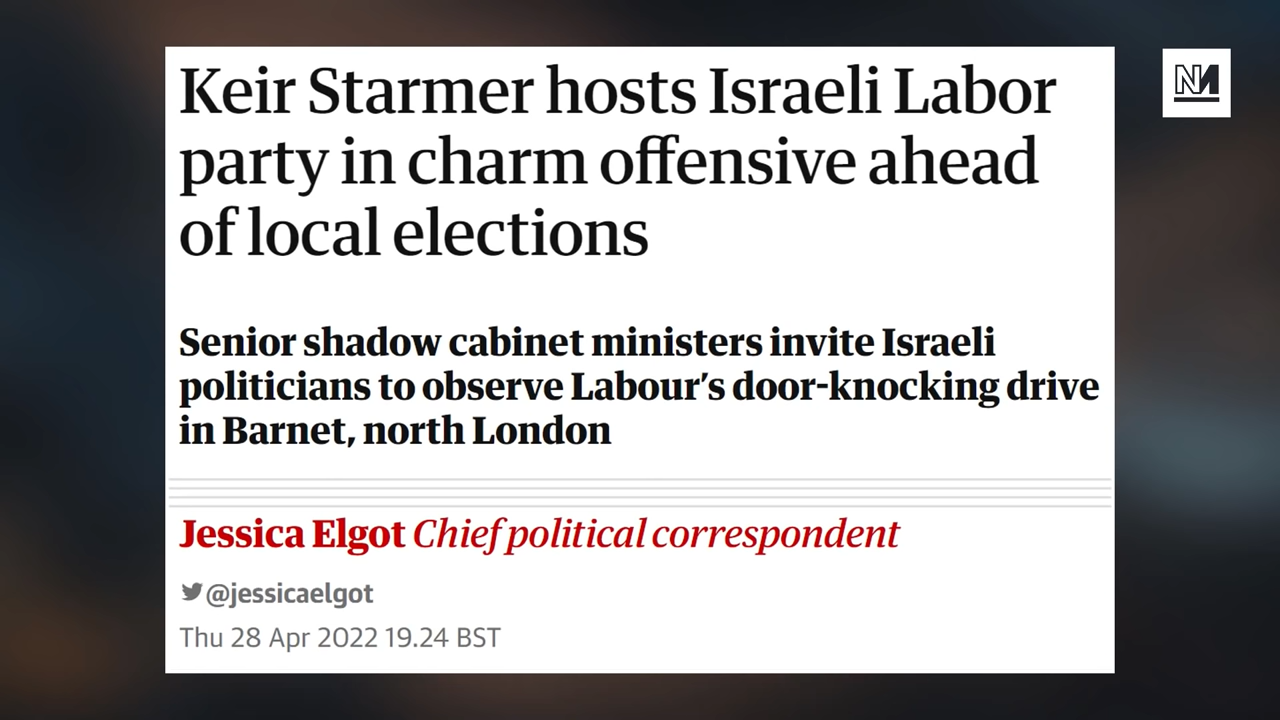 Keir Starmer hosts Israeli Labor
party in charm offensive ahead
of local elections
Senior shadow cabinet ministers invite Israeli
politicians to observe Labour's door-knocking drive
in Barnet, north London
Jessica Elgot Chief political correspondent
@jessicaelgot
Thu 28 Apr 2022 19.24 BST
NM